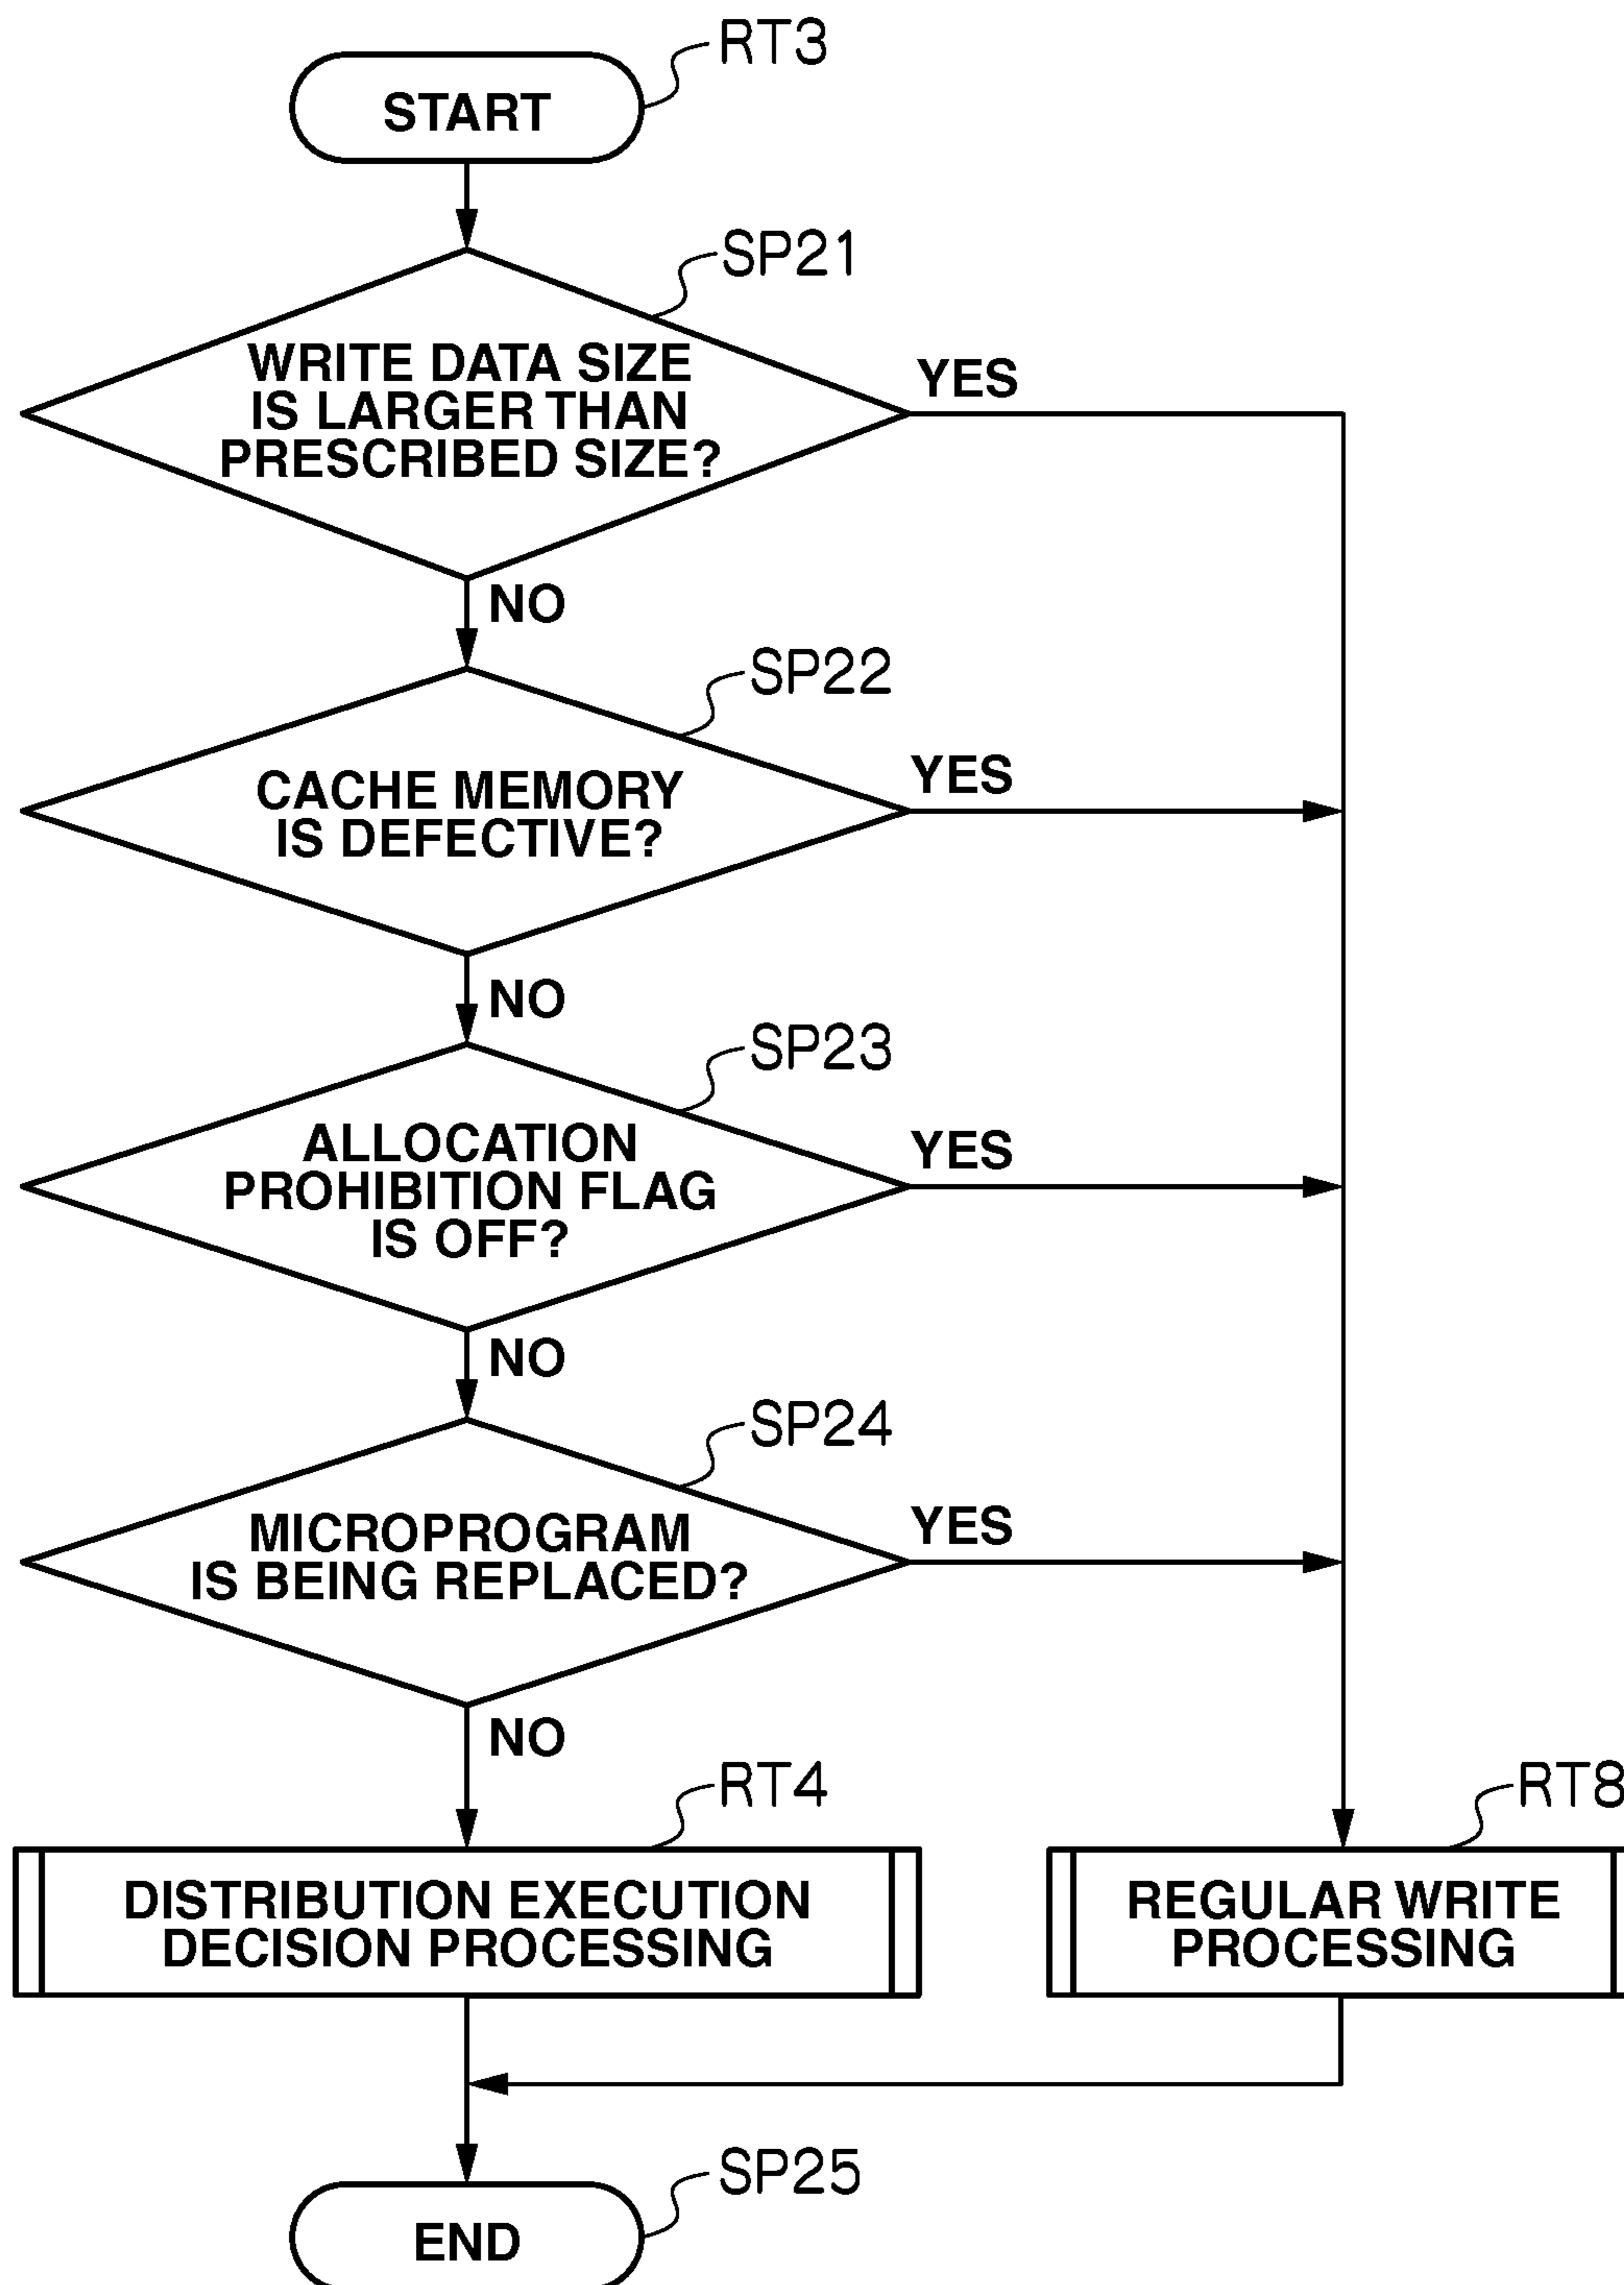 RT3
START
SP21
WRITE DATA SIZE
IS LARGER THAN
PRESCRIBED SIZE?
YES
NO
SP22
CACHE MEMORY
IS DEFECTIVE?
YES
NO
SP23
ALLOCATION
PROHIBITION FLAG
IS OFF?
YES
NO
SP24
MICROPROGRAM
IS BEING REPLACED?
YES
NO
RT4
DISTRIBUTION EXECUTION
DECISION PROCESSING
RT8
REGULAR WRITE
PROCESSING
SP25
END